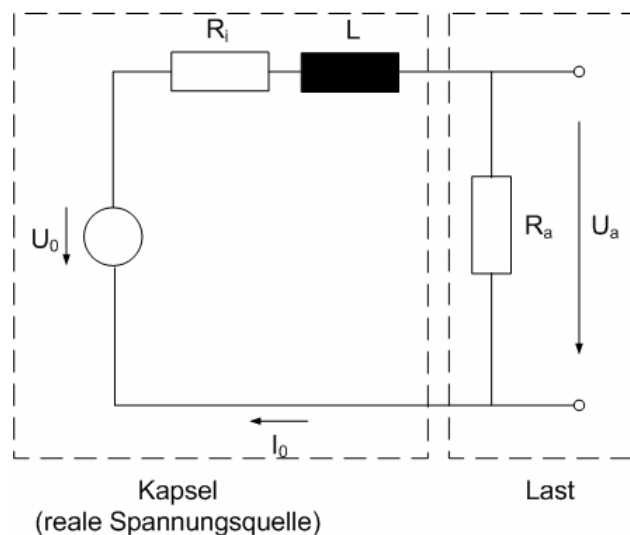 Rᵢ
L
U₀
Rₐ
Uₐ
I₀
Kapsel
(reale Spannungsquelle)
Last